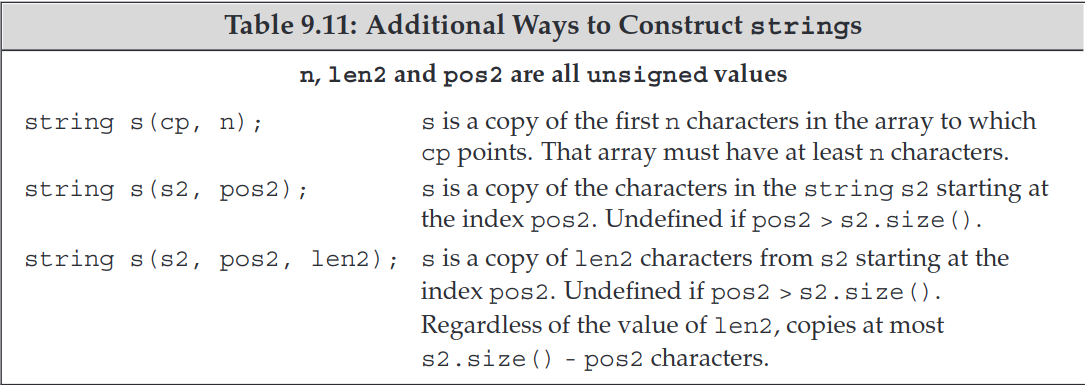 Table 9.11: Additional Ways to Construct strings
n, len2 and pos2 are all unsigned values
string s(cp, n); s is a copy of the first n characters in the array to which
cp points. That array must have at least n characters.
string s(s2, pos2); s is a copy of the characters in the string s2 starting at
the index pos2. Undefined if pos2 > s2.size().
string s(s2, pos2, len2); s is a copy of len2 characters from s2 starting at the
index pos2. Undefined if pos2 > s2.size().
Regardless of the value of len2, copies at most
s2.size() - pos2 characters.